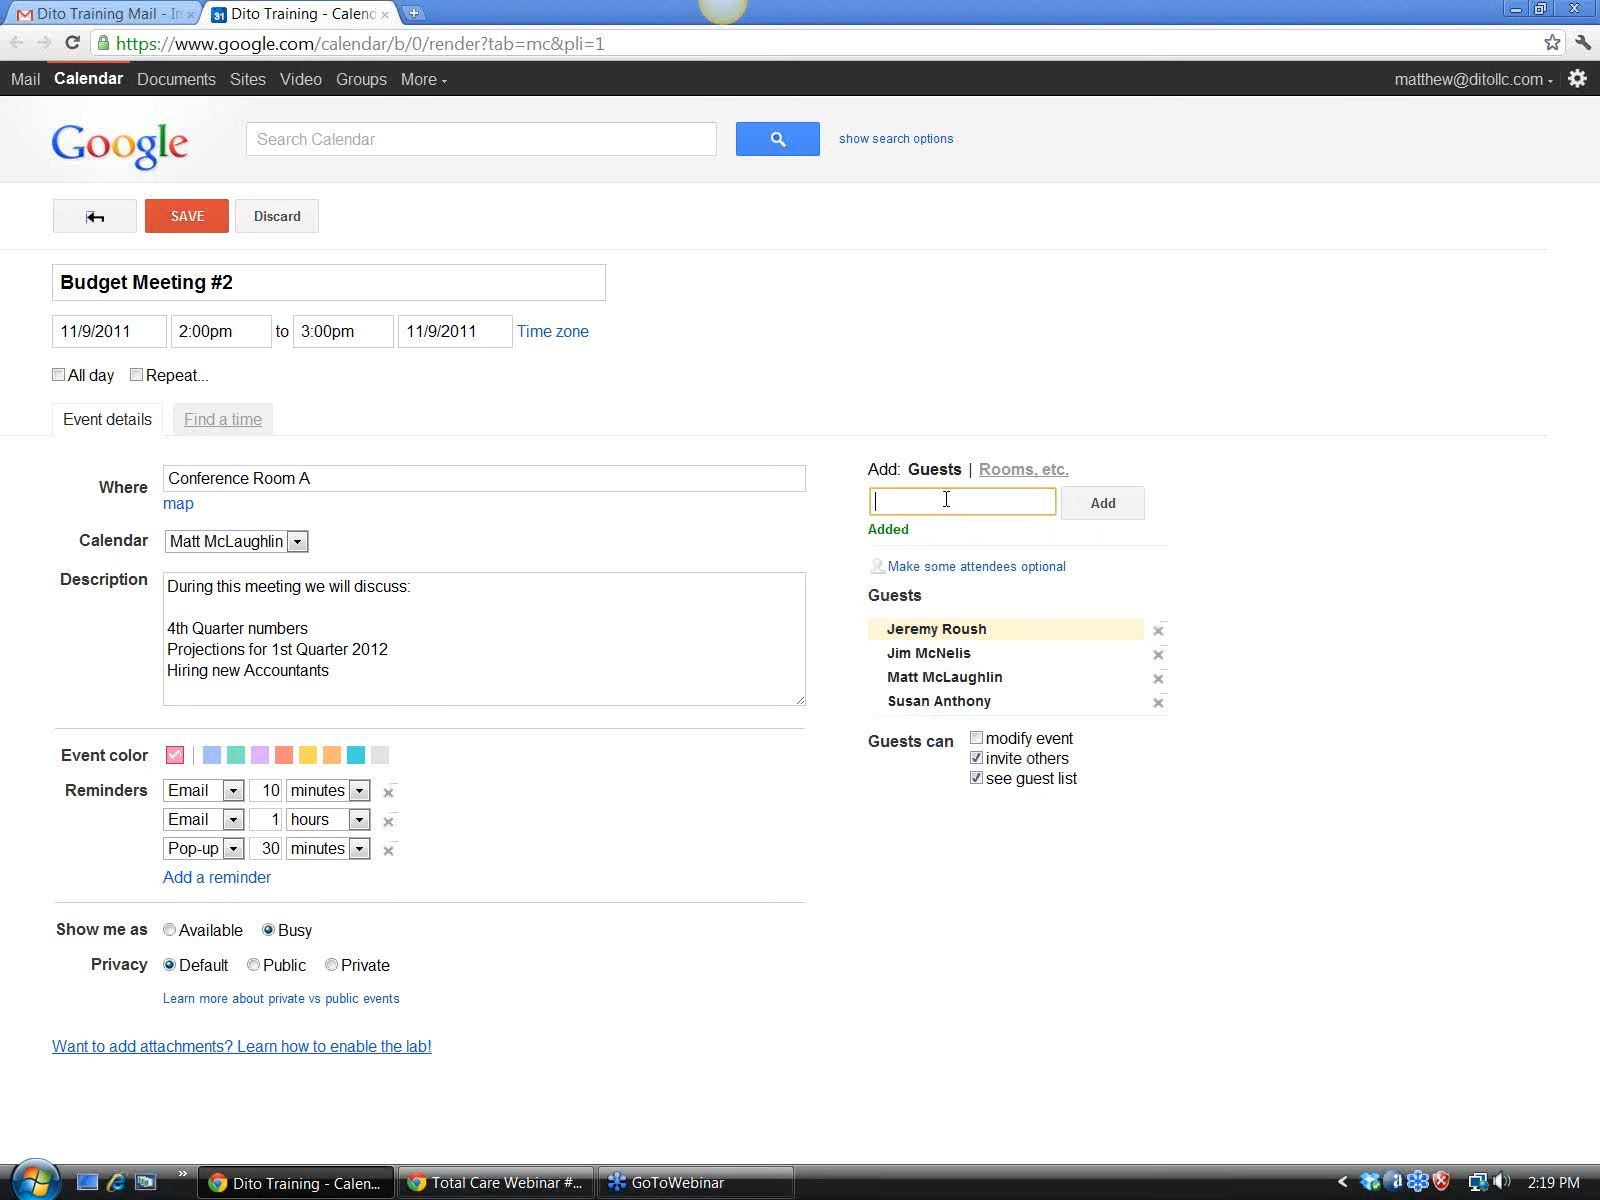 Dito Training Mail - In
Dito Training - Calend
https://www.google.com/calendar/b/0/render?tab=mc&pli=1
Mail Calendar Documents Sites Video Groups More
matthew@ditollc.com
Google
Search Calendar
show search options
SAVE
Discard
Budget Meeting #2
11/9/2011 2:00pm to 3:00pm 11/9/2011 Time zone
All day Repeat...
Event details Find a time
Where Conference Room A
map
Calendar Matt McLaughlin
Description During this meeting we will discuss:
4th Quarter numbers
Projections for 1st Quarter 2012
Hiring new Accountants
Event color
Reminders Email 10 minutes
Email 1 hours
Pop-up 30 minutes
Add a reminder
Show me as Available Busy
Privacy Default Public Private
Learn more about private vs public events
Want to add attachments? Learn how to enable the lab!
Add: Guests | Rooms, etc.
Add
Added
Make some attendees optional
Guests
Jeremy Roush
Jim McNelis
Matt McLaughlin
Susan Anthony
Guests can modify event
invite others
see guest list
Dito Training - Calen...
Total Care Webinar #...
GoToWebinar
2:19 PM